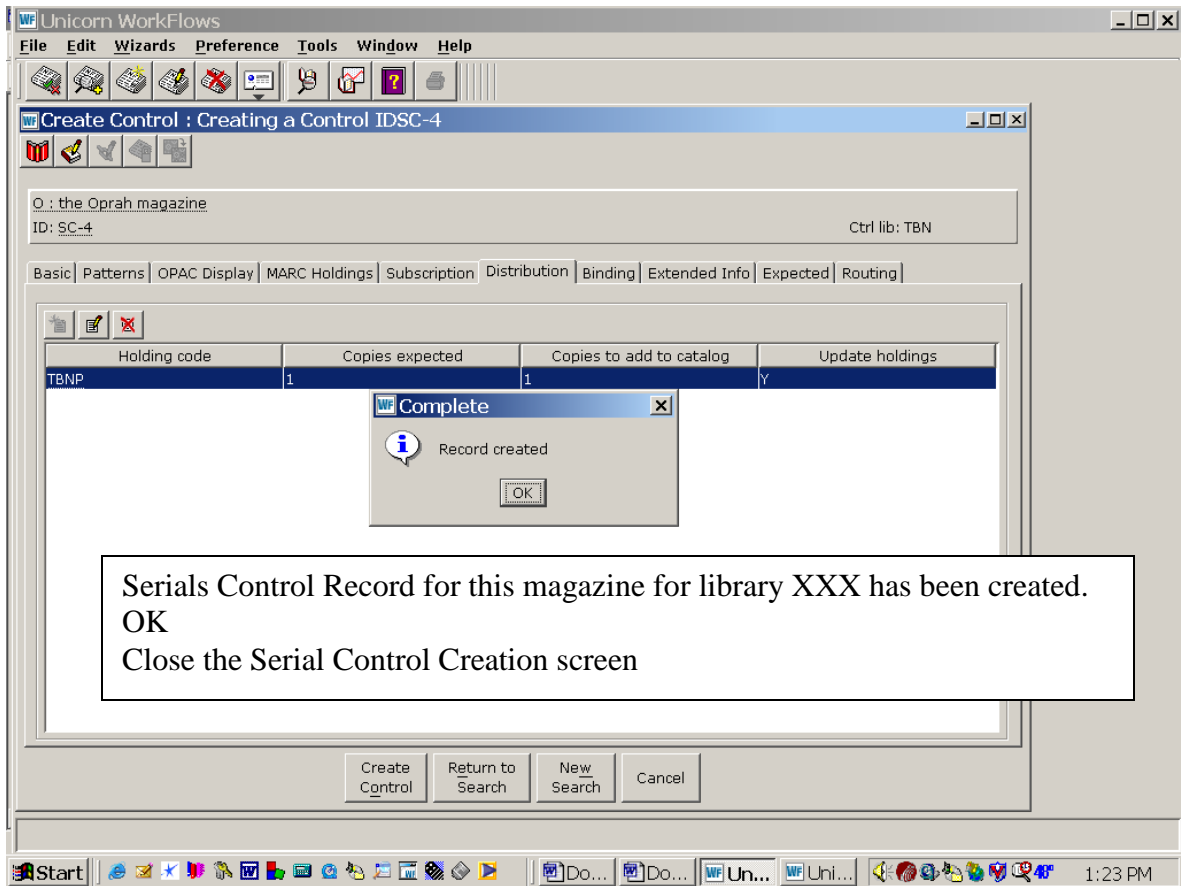 Unicorn WorkFlows
File Edit Wizards Preference Tools Window Help
Create Control : Creating a Control IDSC-4
O : the Oprah magazine
ID: SC-4 Ctrl lib: TBN
Basic Patterns OPAC Display MARC Holdings Subscription Distribution Binding Extended Info Expected Routing
Holding code Copies expected Copies to add to catalog Update holdings
TBNP 1 1 Y
Complete
Record created
OK
Serials Control Record for this magazine for library XXX has been created.
OK
Close the Serial Control Creation screen
Create Control Return to Search New Search Cancel
Start Do... Do... Un... Uni... 48° 1:23 PM